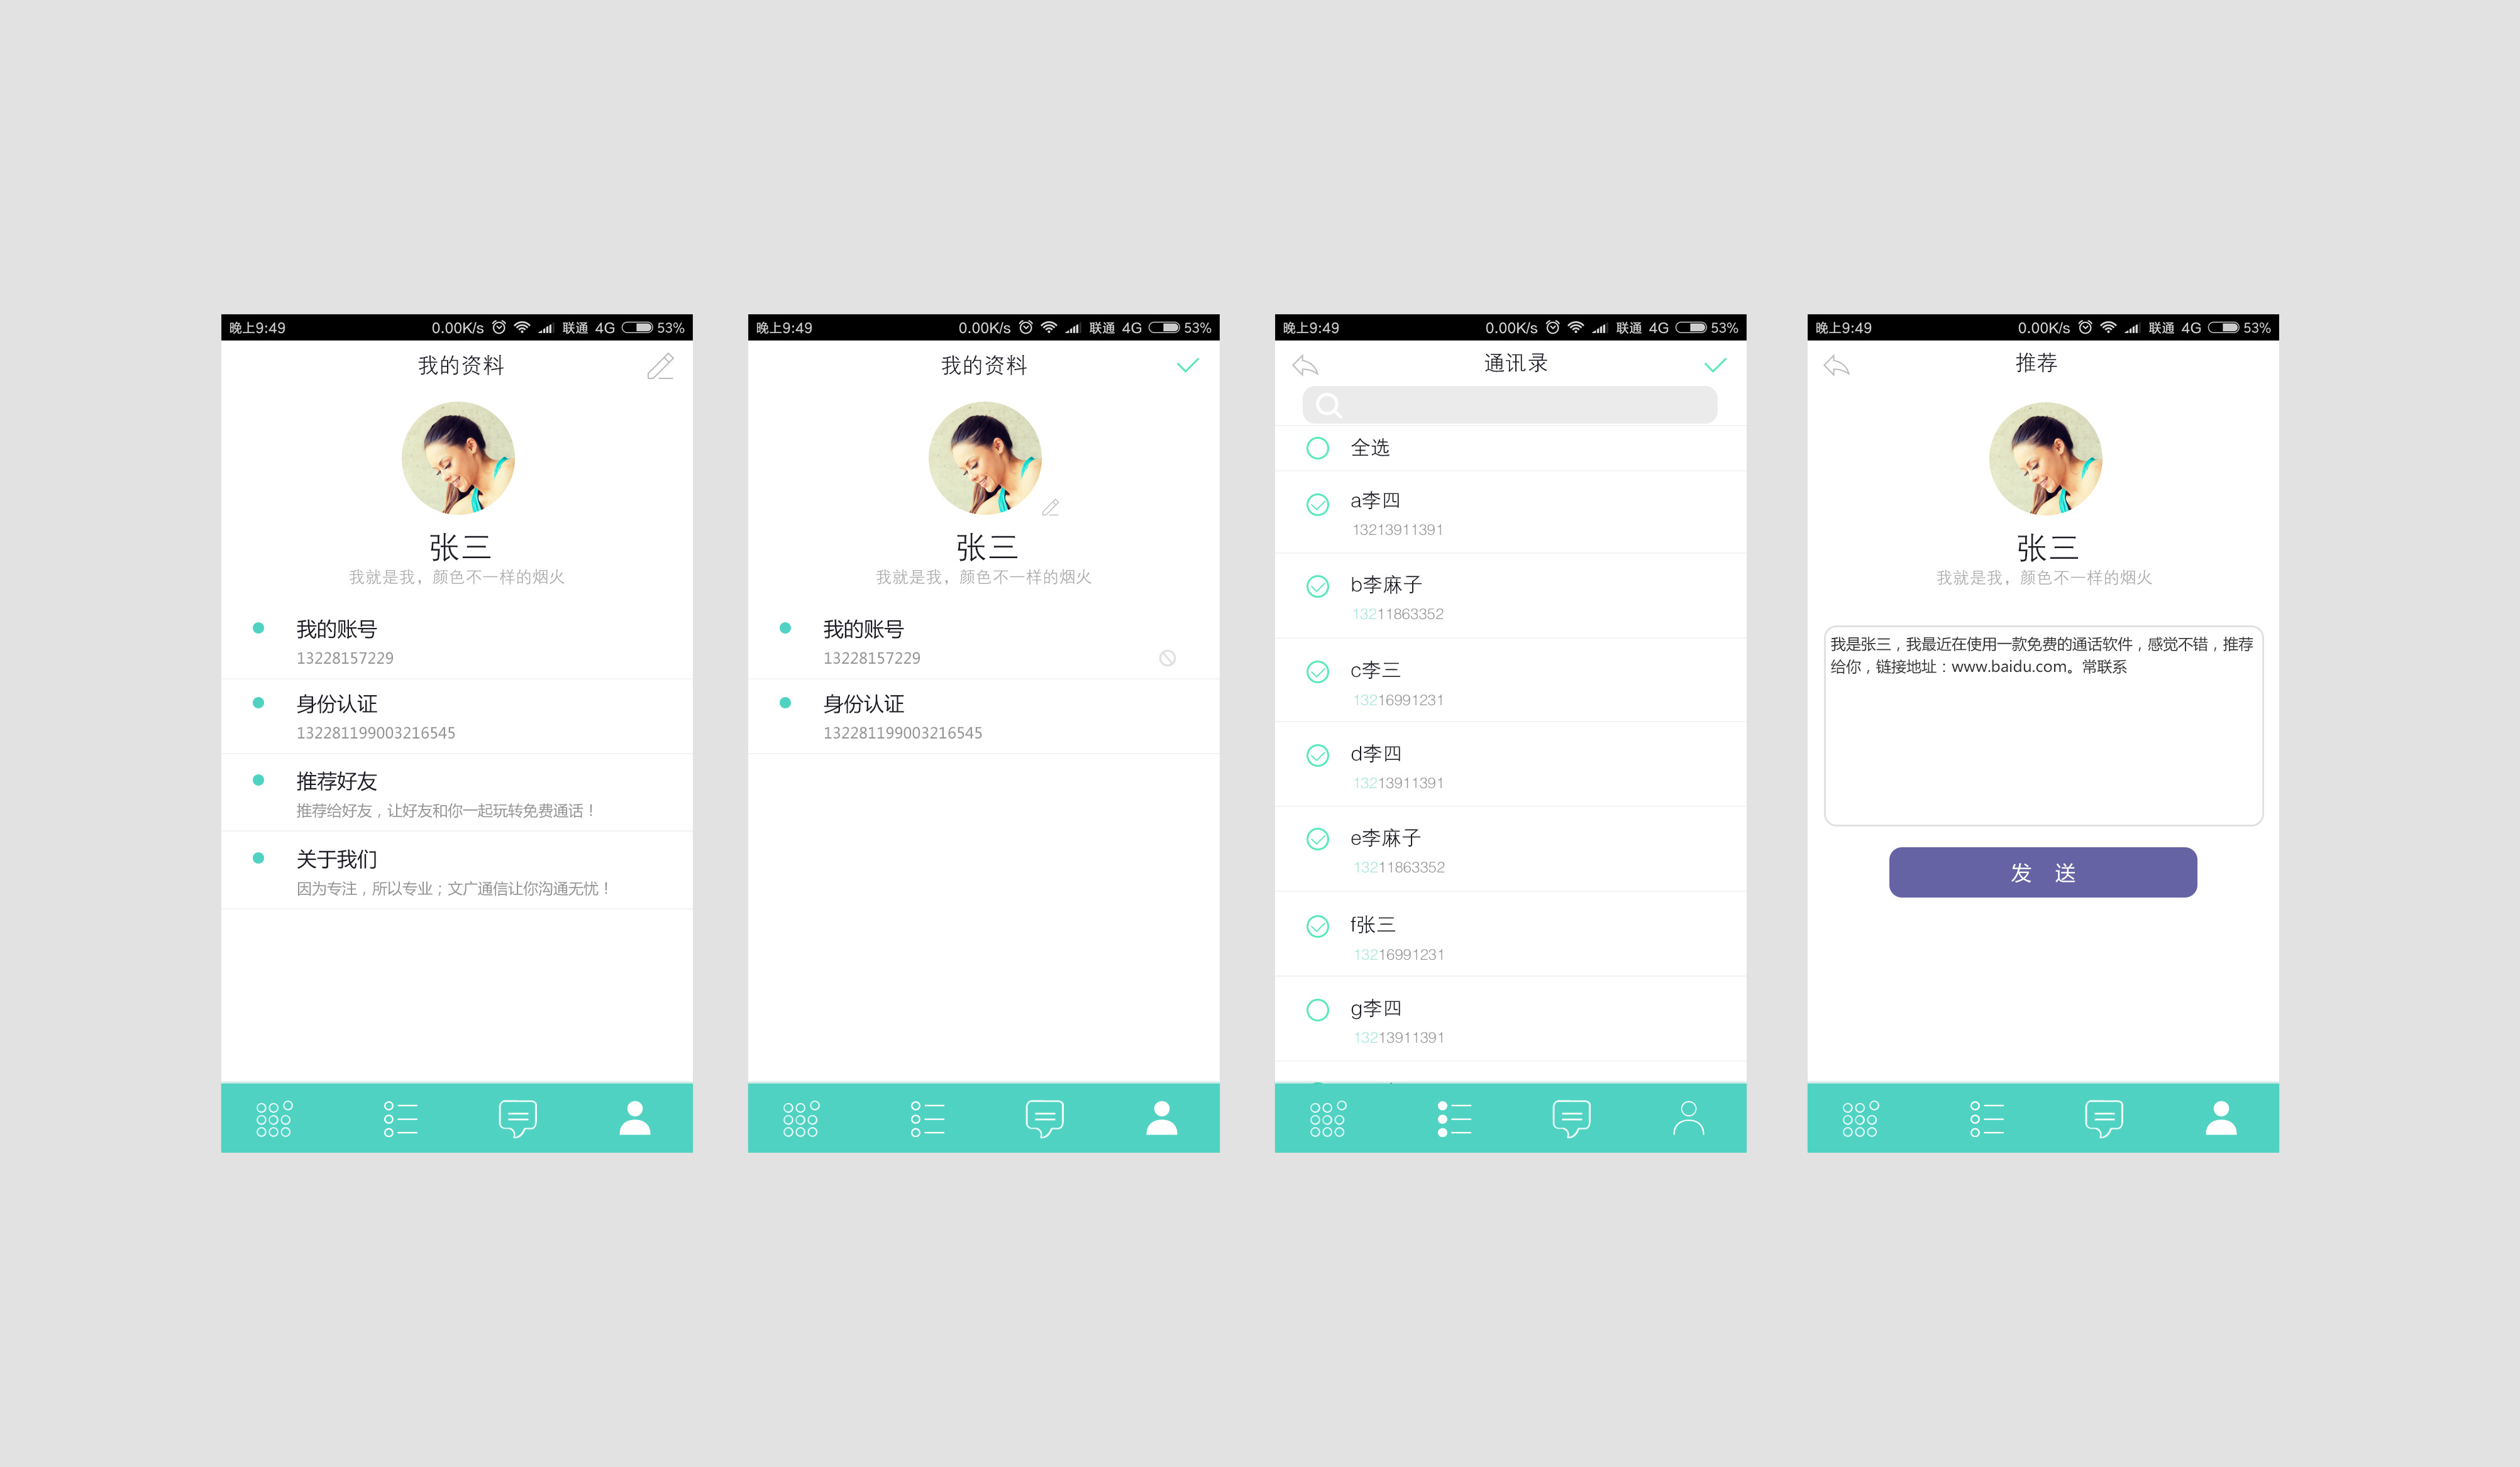 晚上9:49 0.00K/s 联通 4G 53%
我的资料
张三
我就是我，颜色不一样的烟火
我的账号
13228157229
身份认证
132281199003216545
推荐好友
推荐给好友，让好友和你一起玩转免费通话！
关于我们
因为专注，所以专业；文广通信让你沟通无忧！
晚上9:49 0.00K/s 联通 4G 53%
我的资料
张三
我就是我，颜色不一样的烟火
我的账号
13228157229
身份认证
132281199003216545
晚上9:49 0.00K/s 联通 4G 53%
通讯录
全选
a李四
13213911391
b李麻子
13211863352
c李三
13216991231
d李四
13213911391
e李麻子
13211863352
f张三
13216991231
g李四
13213911391
晚上9:49 0.00K/s 联通 4G 53%
推荐
张三
我就是我，颜色不一样的烟火
我是张三，我最近在使用一款免费的通话软件，感觉不错，推荐
给你，链接地址：www.baidu.com。常联系
发 送